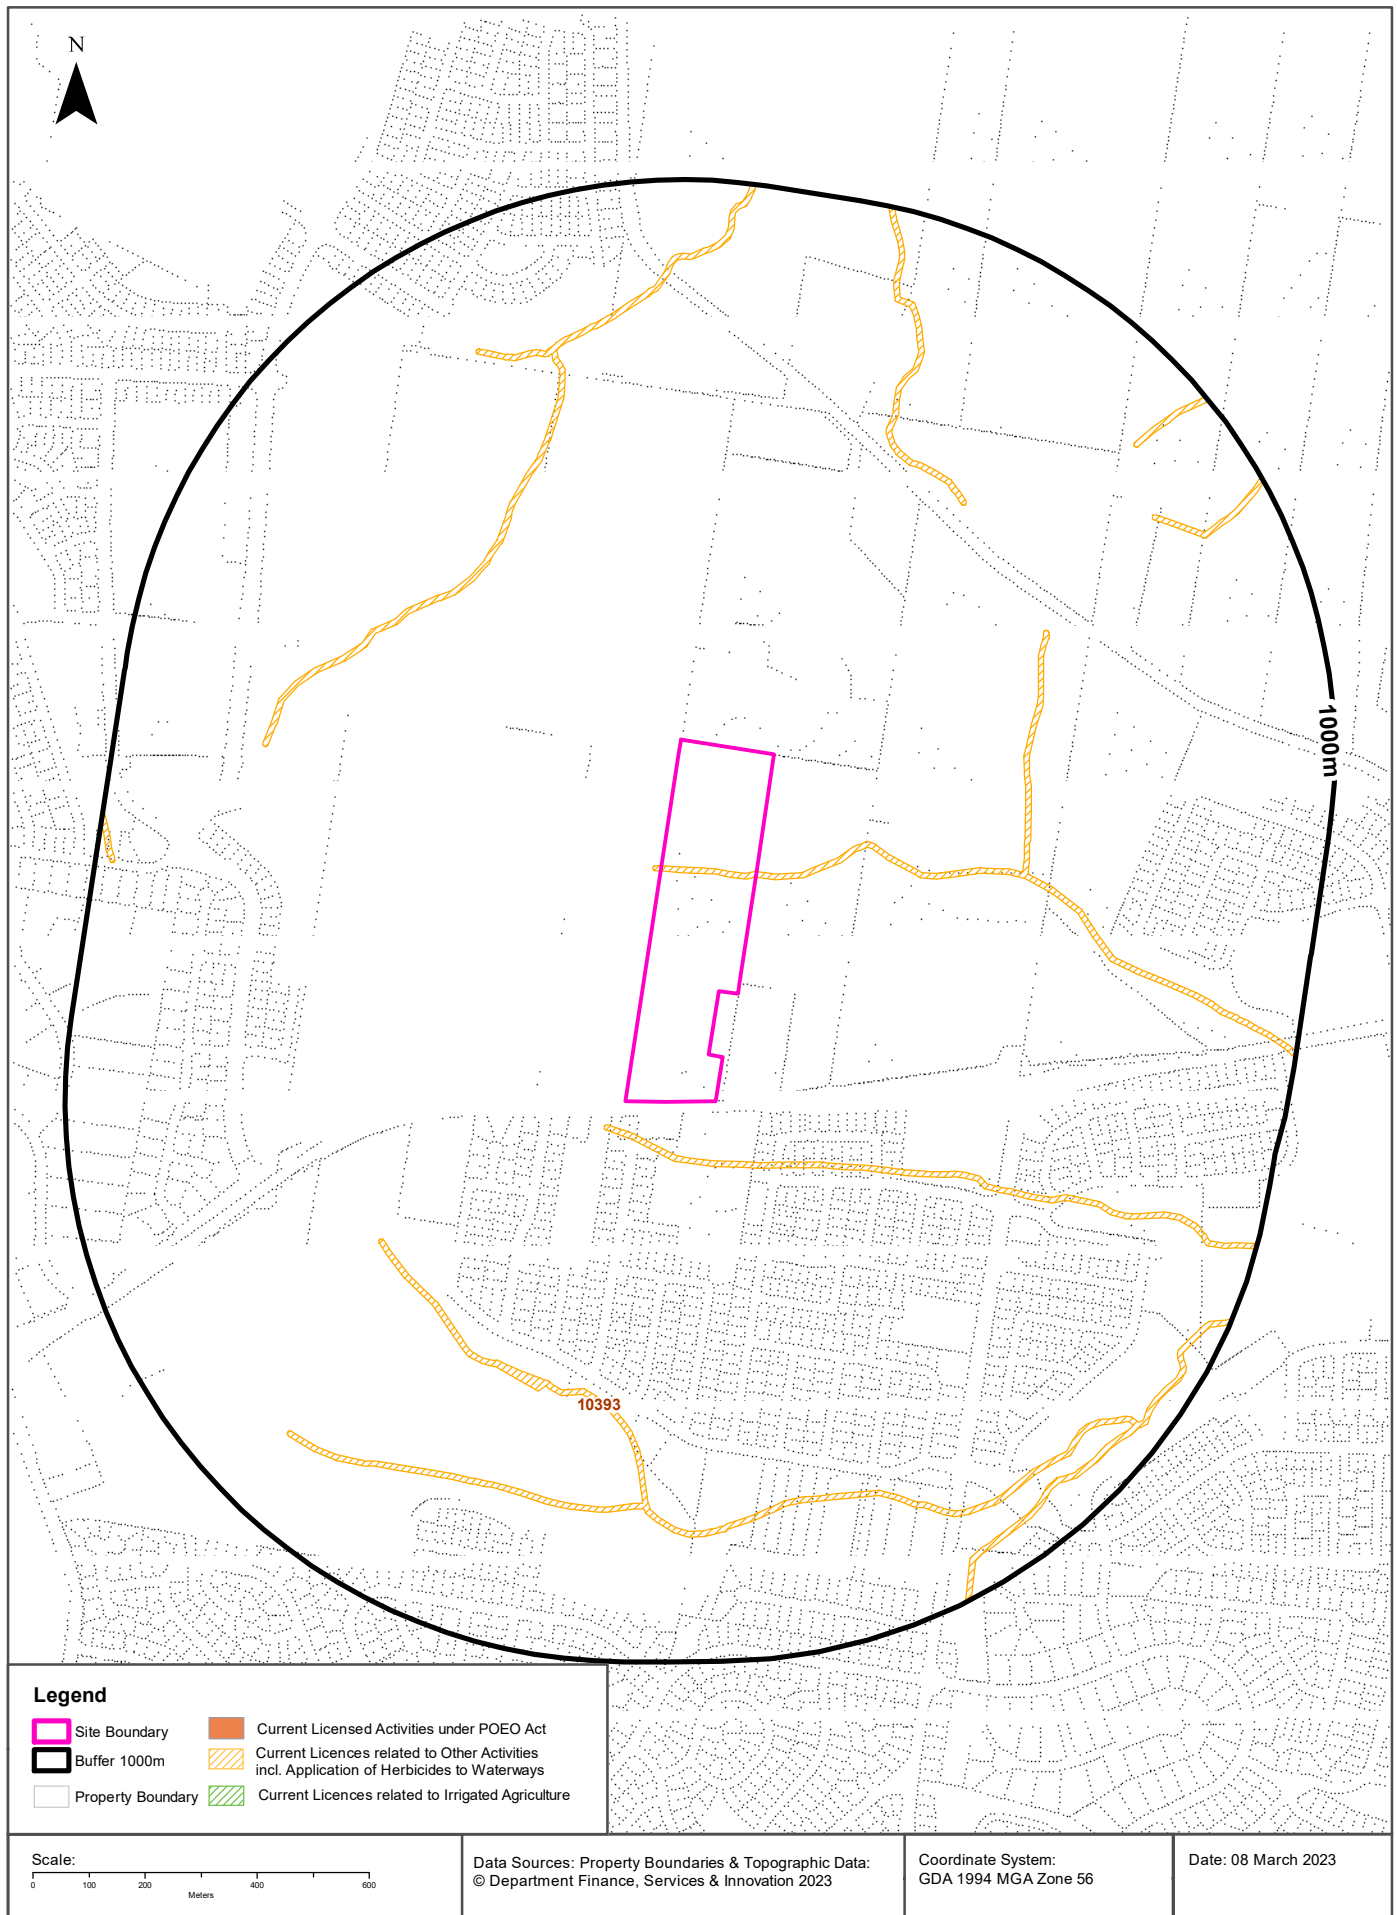 N
1000m
10393
Legend
Site Boundary
Buffer 1000m
Property Boundary
Current Licensed Activities under POEO Act
Current Licences related to Other Activities
incl. Application of Herbicides to Waterways
Current Licences related to Irrigated Agriculture
Scale:
0 100 200 400 600
Meters
Data Sources: Property Boundaries & Topographic Data:
© Department Finance, Services & Innovation 2023
Coordinate System:
GDA 1994 MGA Zone 56
Date: 08 March 2023